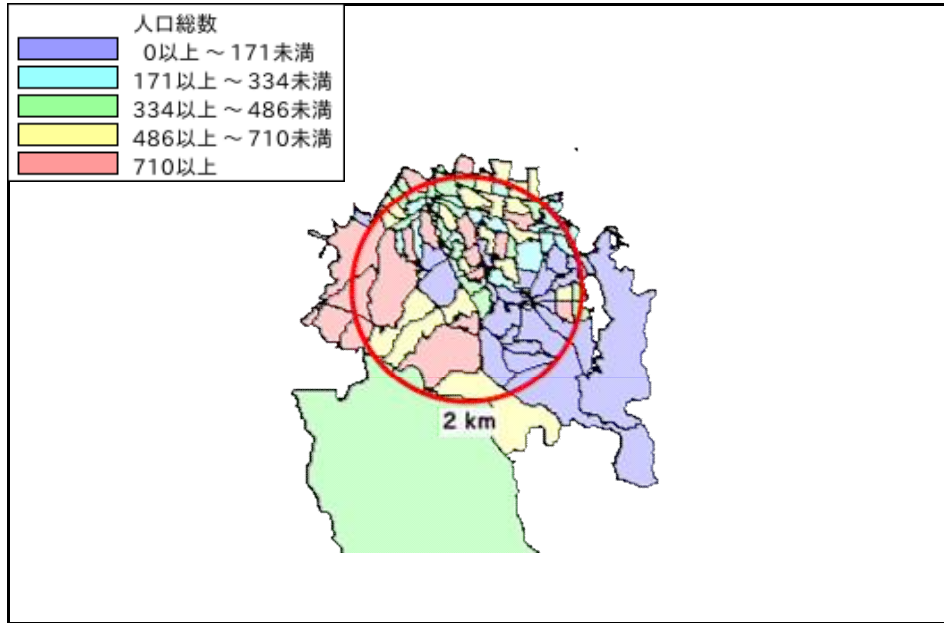 人口総数
0以上 ～ 171未満
171以上 ～ 334未満
334以上 ～ 486未満
486以上 ～ 710未満
710以上
2 km